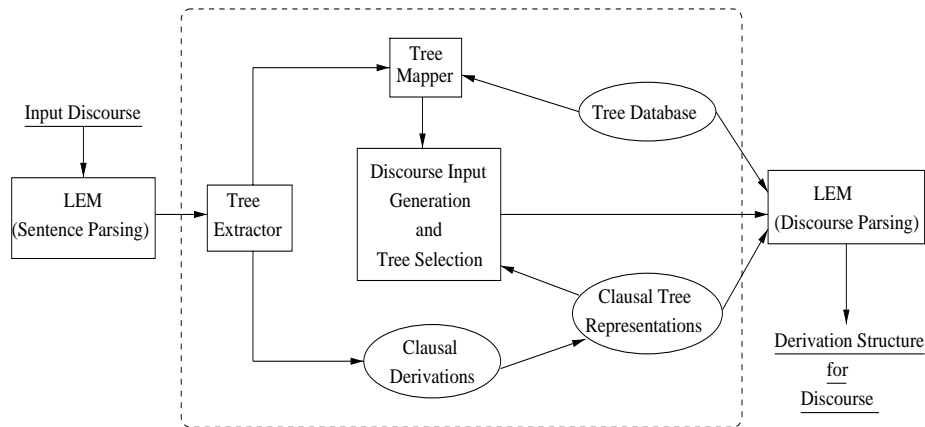 Input Discourse
LEM
(Sentence Parsing)
Tree
Extractor
Tree
Mapper
Discourse Input
Generation
and
Tree Selection
Clausal
Derivations
Tree Database
Clausal Tree
Representations
LEM
(Discourse Parsing)
Derivation Structure
for
Discourse